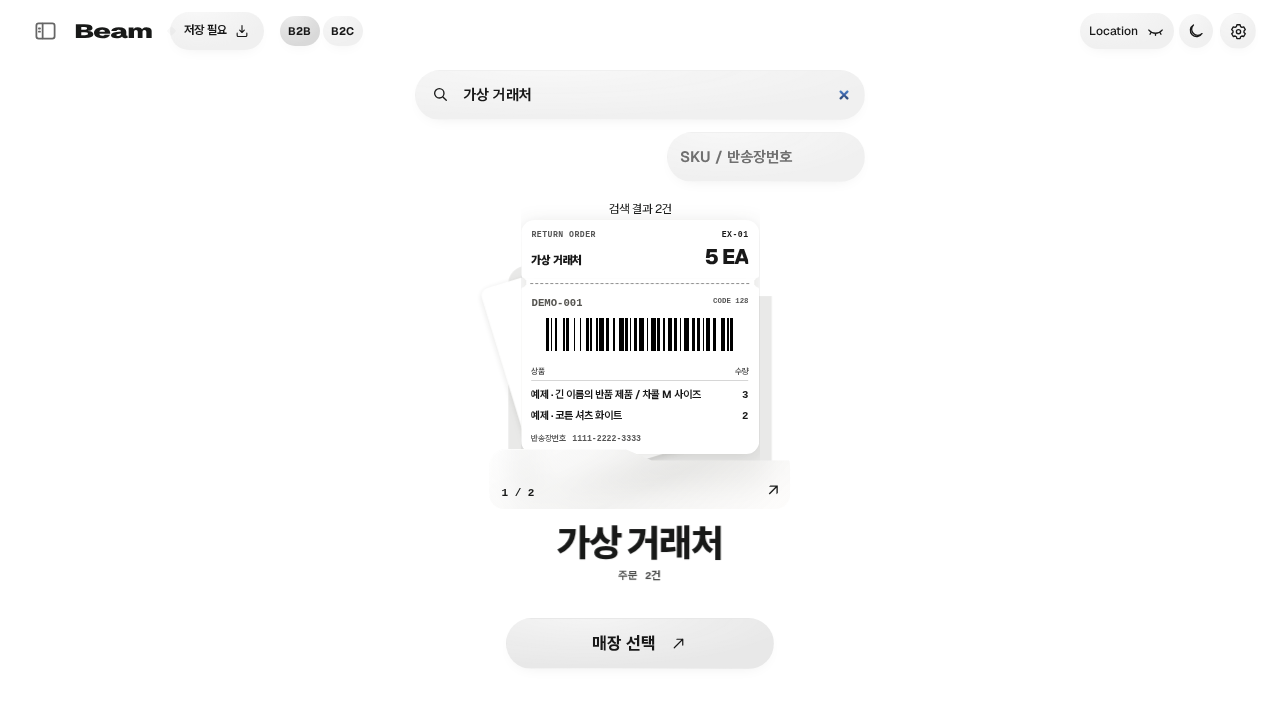 Beam
저장 필요
B2B B2C
Location
가상 거래처
SKU / 반송장번호
검색 결과 2건
RETURN ORDER EX-01
가상 거래처 5 EA
DEMO-001 CODE 128
상품 수량
예제 · 긴 이름의 반품 제품 / 차콜 M 사이즈 3
예제 · 코튼 셔츠 화이트 2
반송장번호 1111-2222-3333
1 / 2
가상 거래처
주문 2건
매장 선택